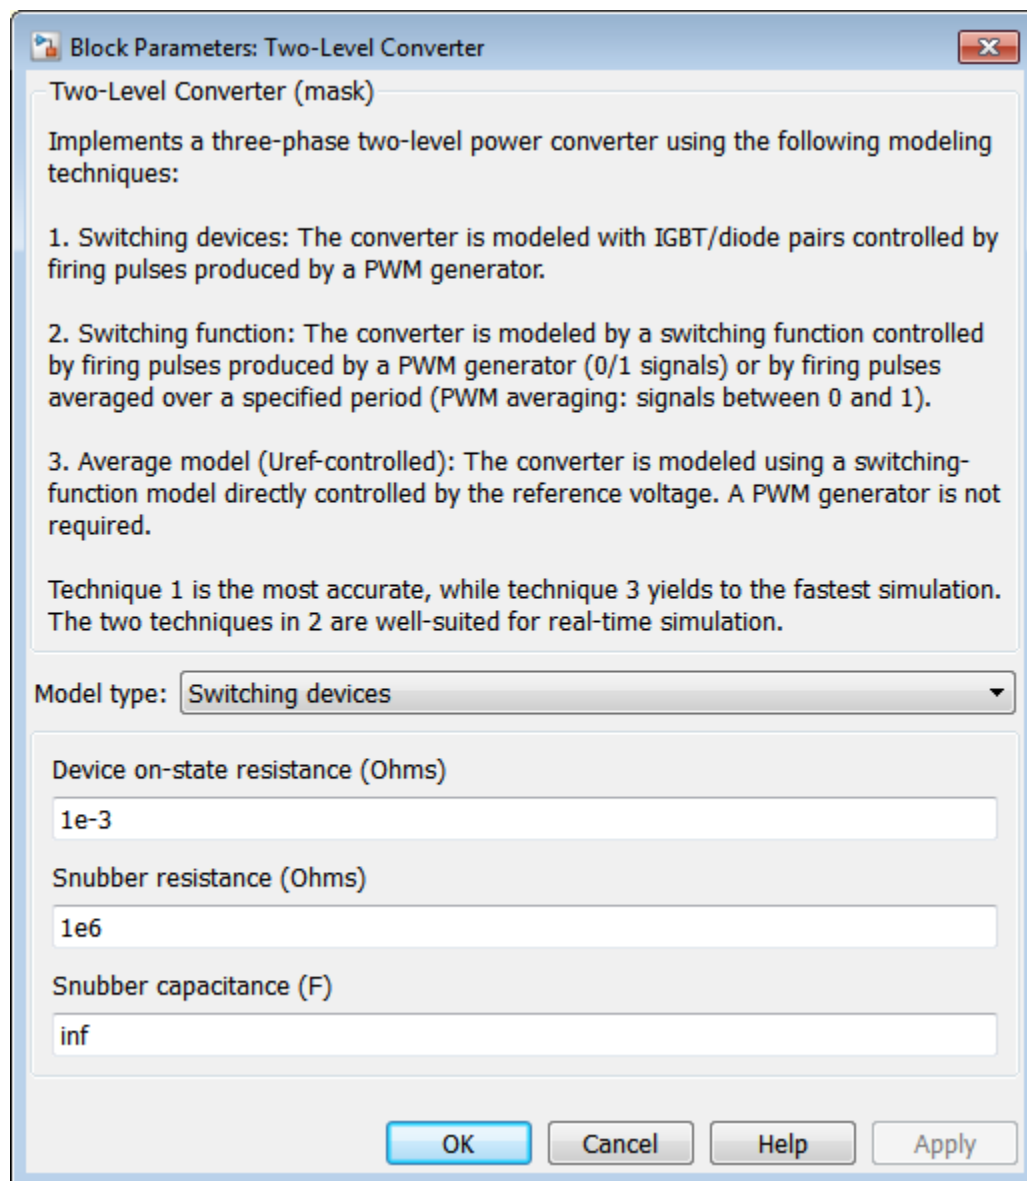 Block Parameters: Two-Level Converter
Two-Level Converter (mask)
Implements a three-phase two-level power converter using the following modeling
techniques:
1. Switching devices: The converter is modeled with IGBT/diode pairs controlled by
firing pulses produced by a PWM generator.
2. Switching function: The converter is modeled by a switching function controlled
by firing pulses produced by a PWM generator (0/1 signals) or by firing pulses
averaged over a specified period (PWM averaging: signals between 0 and 1).
3. Average model (Uref-controlled): The converter is modeled using a switching-
function model directly controlled by the reference voltage. A PWM generator is not
required.
Technique 1 is the most accurate, while technique 3 yields to the fastest simulation.
The two techniques in 2 are well-suited for real-time simulation.
Model type: Switching devices
Device on-state resistance (Ohms)
1e-3
Snubber resistance (Ohms)
1e6
Snubber capacitance (F)
inf
OK Cancel Help Apply